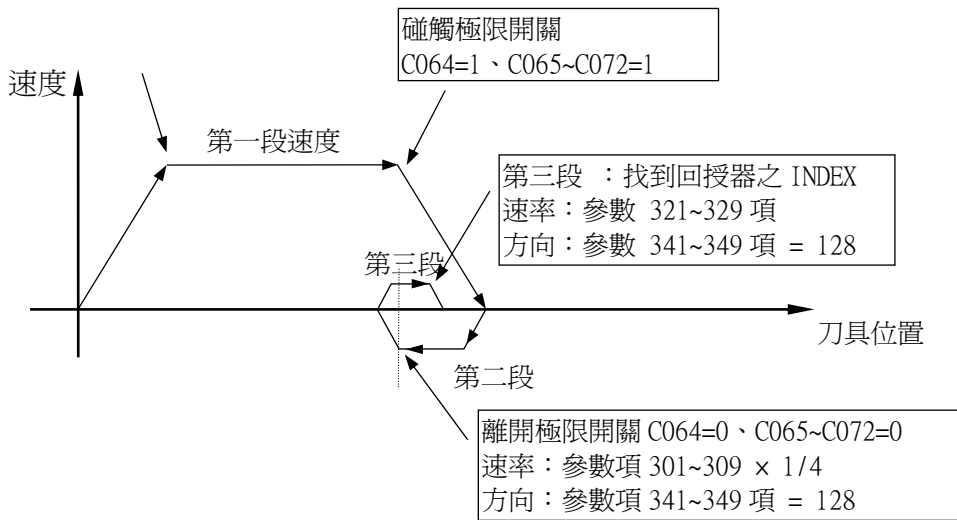 碰觸極限開關
C064=1、C065~C072=1
速度
第一段速度
第三段 ：找到回授器之 INDEX
速率：參數 321~329 項
方向：參數 341~349 項 = 128
第三段
刀具位置
第二段
離開極限開關 C064=0、C065~C072=0
速率：參數項 301~309 × 1/4
方向：參數項 341~349 項 = 128